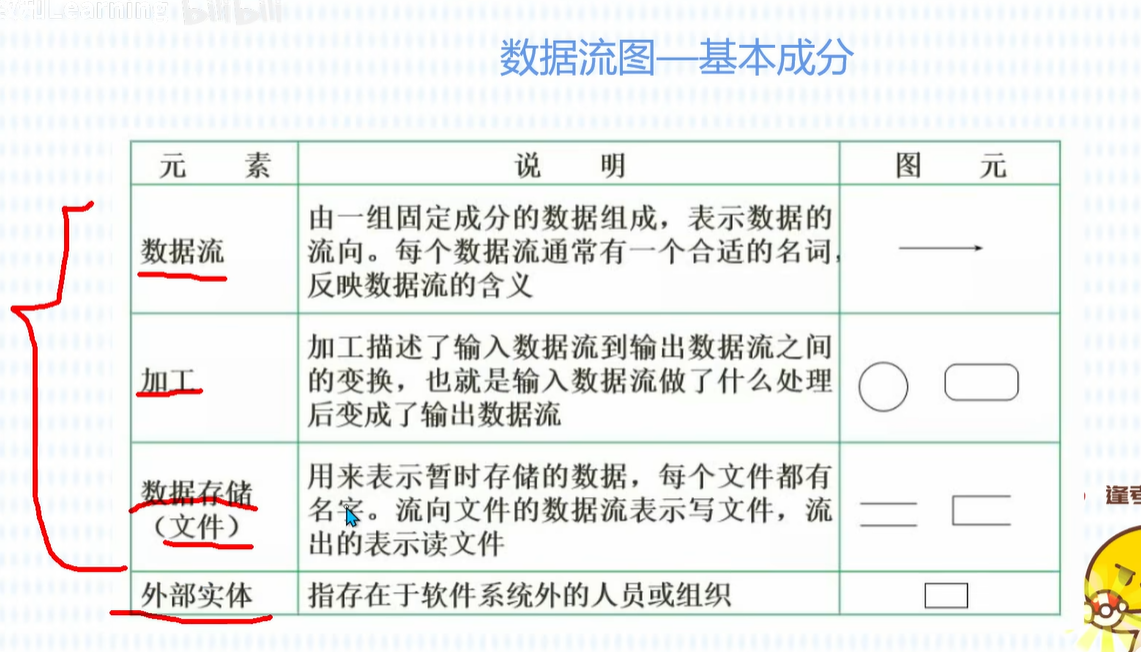 数据流图—基本成分
元 素
说 明
图 元
数据流
由一组固定成分的数据组成，表示数据的
流向。每个数据流通常有一个合适的名词，
反映数据流的含义
加工
加工描述了输入数据流到输出数据流之间
的变换，也就是输入数据流做了什么处理
后变成了输出数据流
数据存储
（文件）
用来表示暂时存储的数据，每个文件都有
名字。流向文件的数据流表示写文件，流
出的表示读文件
外部实体
指存在于软件系统外的人员或组织
逢考